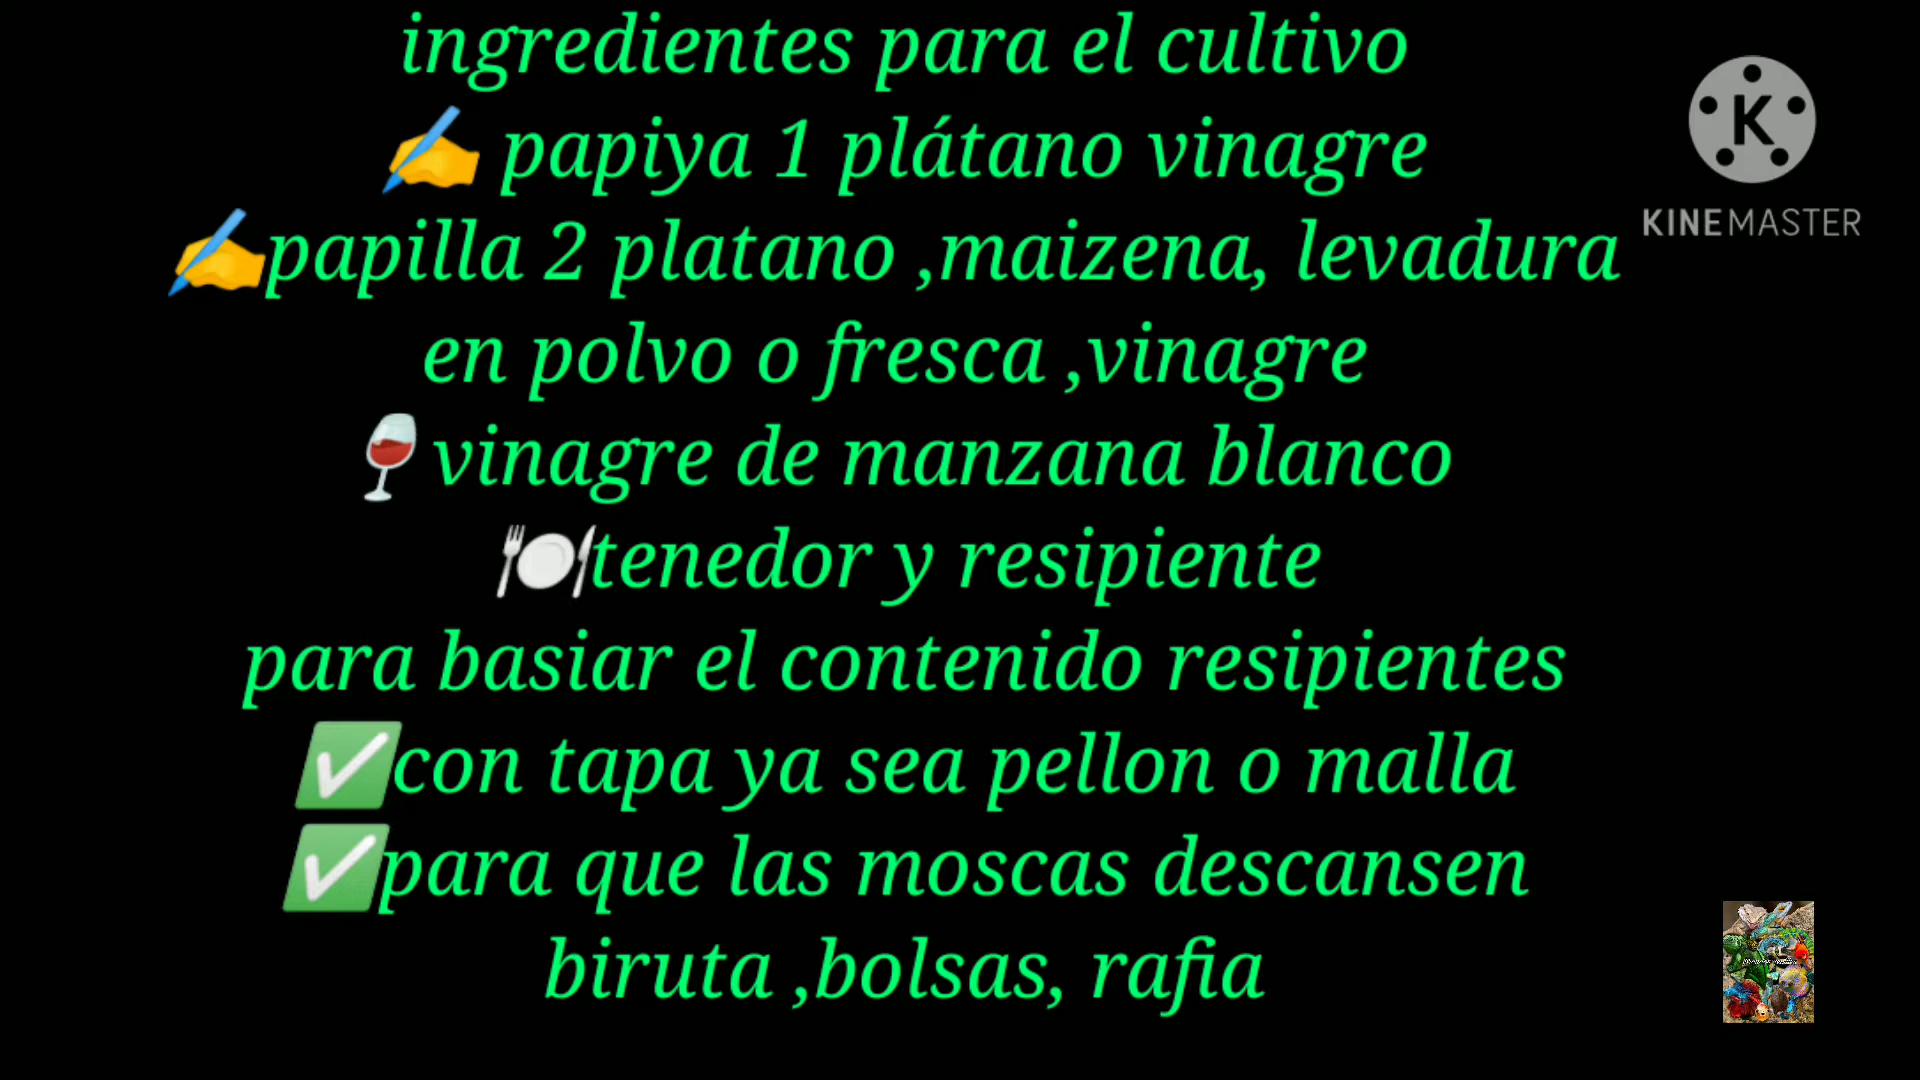 ingredientes para el cultivo
✍️ papiya 1 plátano vinagre
✍️papilla 2 platano ,maizena, levadura
en polvo o fresca ,vinagre
🍷vinagre de manzana blanco
🍽️tenedor y resipiente
para basiar el contenido resipientes
✅con tapa ya sea pellon o malla
✅para que las moscas descansen
biruta ,bolsas, rafia
K
KINEMASTER